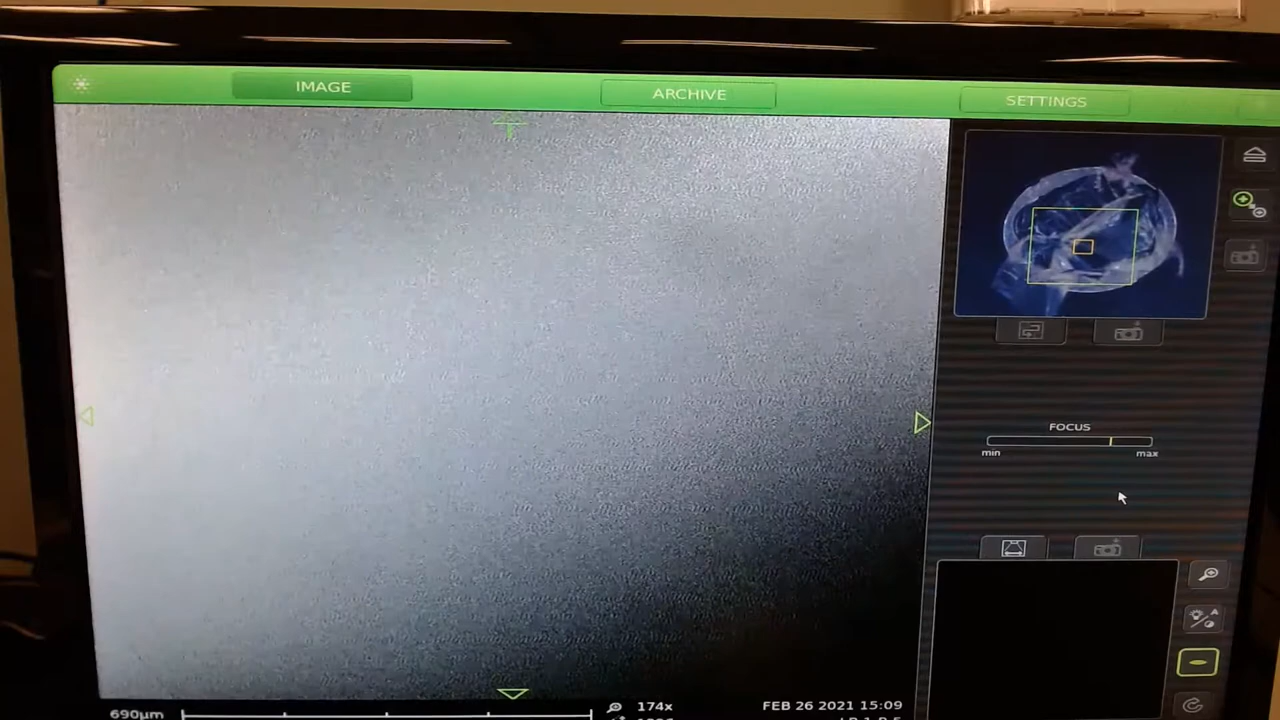 IMAGE
ARCHIVE
SETTINGS
FOCUS
min
max
690µm
174x
FEB 26 2021 15:09